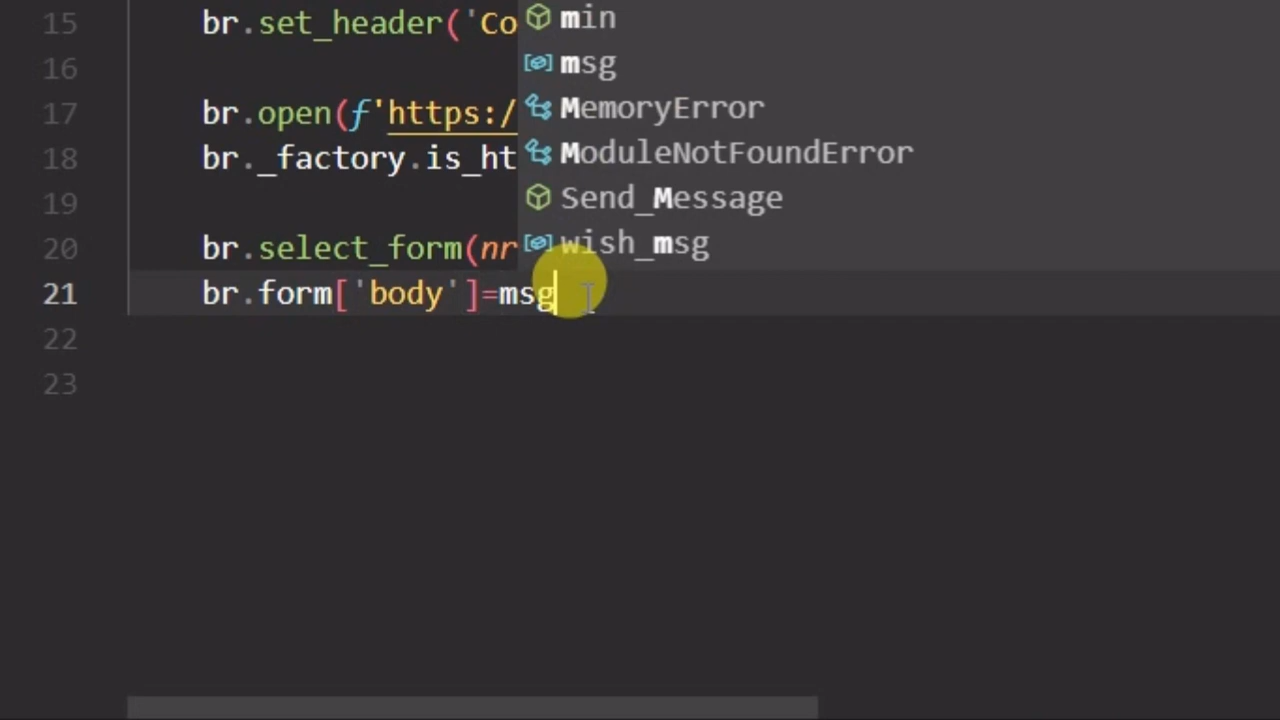 15 br.set_header('Co
16
17 br.open(f'https:/
18 br._factory.is_ht
19
20 br.select_form(nr
21 br.form['body']=msg
22
23
min
msg
MemoryError
ModuleNotFoundError
Send_Message
wish_msg